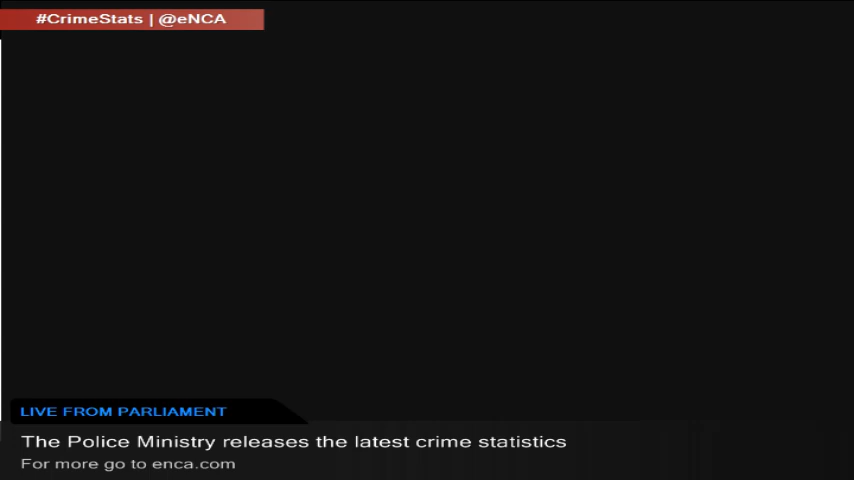 #CrimeStats | @eNCA
LIVE FROM PARLIAMENT
The Police Ministry releases the latest crime statistics
For more go to enca.com